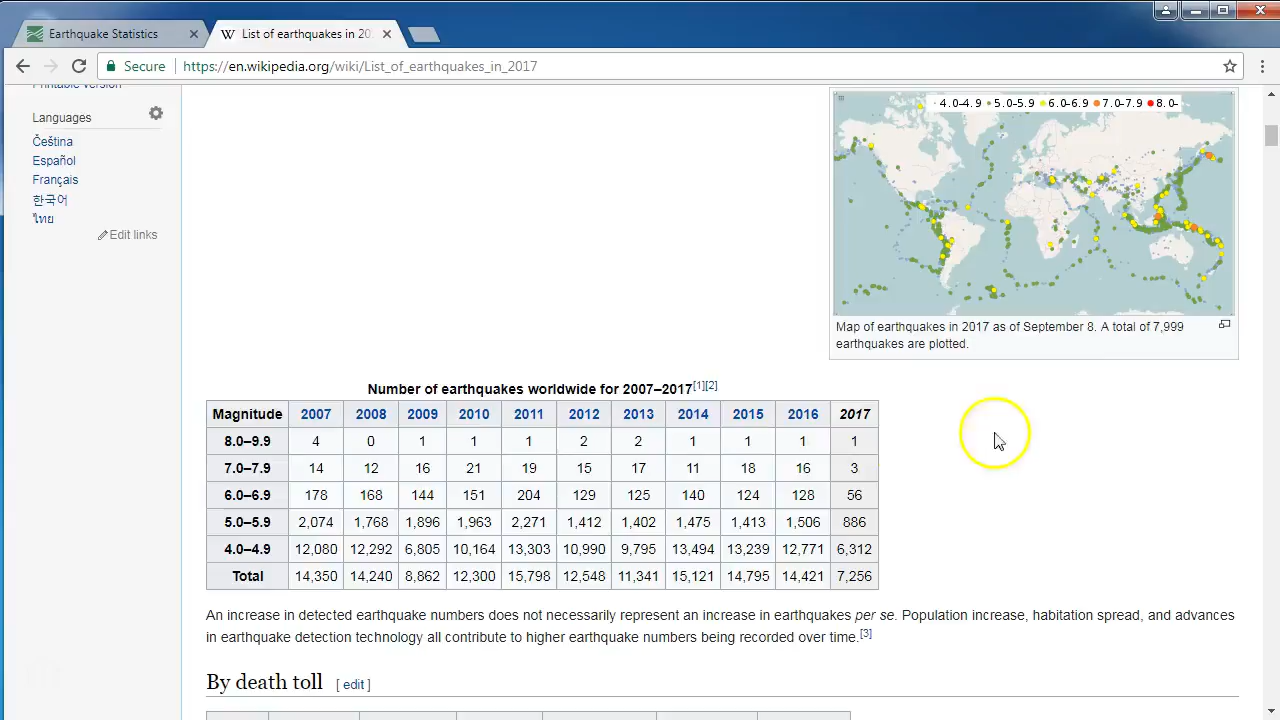 Earthquake Statistics
List of earthquakes in 20
Secure
https://en.wikipedia.org/wiki/List_of_earthquakes_in_2017
Printable version
Languages
Čeština
Español
Français
한국어
ไทย
Edit links
4.0–4.9 5.0–5.9 6.0–6.9 7.0–7.9 8.0–
Map of earthquakes in 2017 as of September 8. A total of 7,999
earthquakes are plotted.
Number of earthquakes worldwide for 2007–2017[1][2]
Magnitude 2007 2008 2009 2010 2011 2012 2013 2014 2015 2016 2017
8.0–9.9 4 0 1 1 1 2 2 1 1 1 1
7.0–7.9 14 12 16 21 19 15 17 11 18 16 3
6.0–6.9 178 168 144 151 204 129 125 140 124 128 56
5.0–5.9 2,074 1,768 1,896 1,963 2,271 1,412 1,402 1,475 1,413 1,506 886
4.0–4.9 12,080 12,292 6,805 10,164 13,303 10,990 9,795 13,494 13,239 12,771 6,312
Total 14,350 14,240 8,862 12,300 15,798 12,548 11,341 15,121 14,795 14,421 7,256
An increase in detected earthquake numbers does not necessarily represent an increase in earthquakes per se. Population increase, habitation spread, and advances
in earthquake detection technology all contribute to higher earthquake numbers being recorded over time.[3]
By death toll [ edit ]